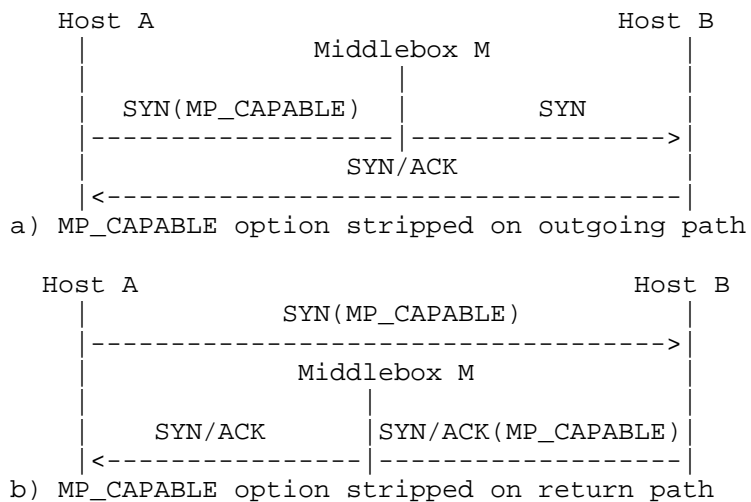 Host A Host B
Middlebox M
SYN(MP_CAPABLE) SYN
SYN/ACK
a) MP_CAPABLE option stripped on outgoing path
Host A Host B
SYN(MP_CAPABLE)
Middlebox M
SYN/ACK SYN/ACK(MP_CAPABLE)
b) MP_CAPABLE option stripped on return path